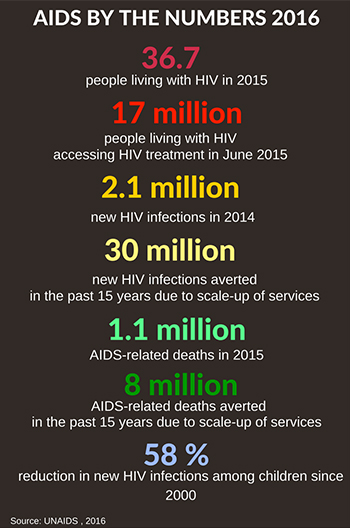 AIDS BY THE NUMBERS 2016
36.7
people living with HIV in 2015
17 million
people living with HIV
accessing HIV treatment in June 2015
2.1 million
new HIV infections in 2014
30 million
new HIV infections averted
in the past 15 years due to scale-up of services
1.1 million
AIDS-related deaths in 2015
8 million
AIDS-related deaths averted
in the past 15 years due to scale-up of services
58 %
reduction in new HIV infections among children since
2000
Source: UNAIDS , 2016